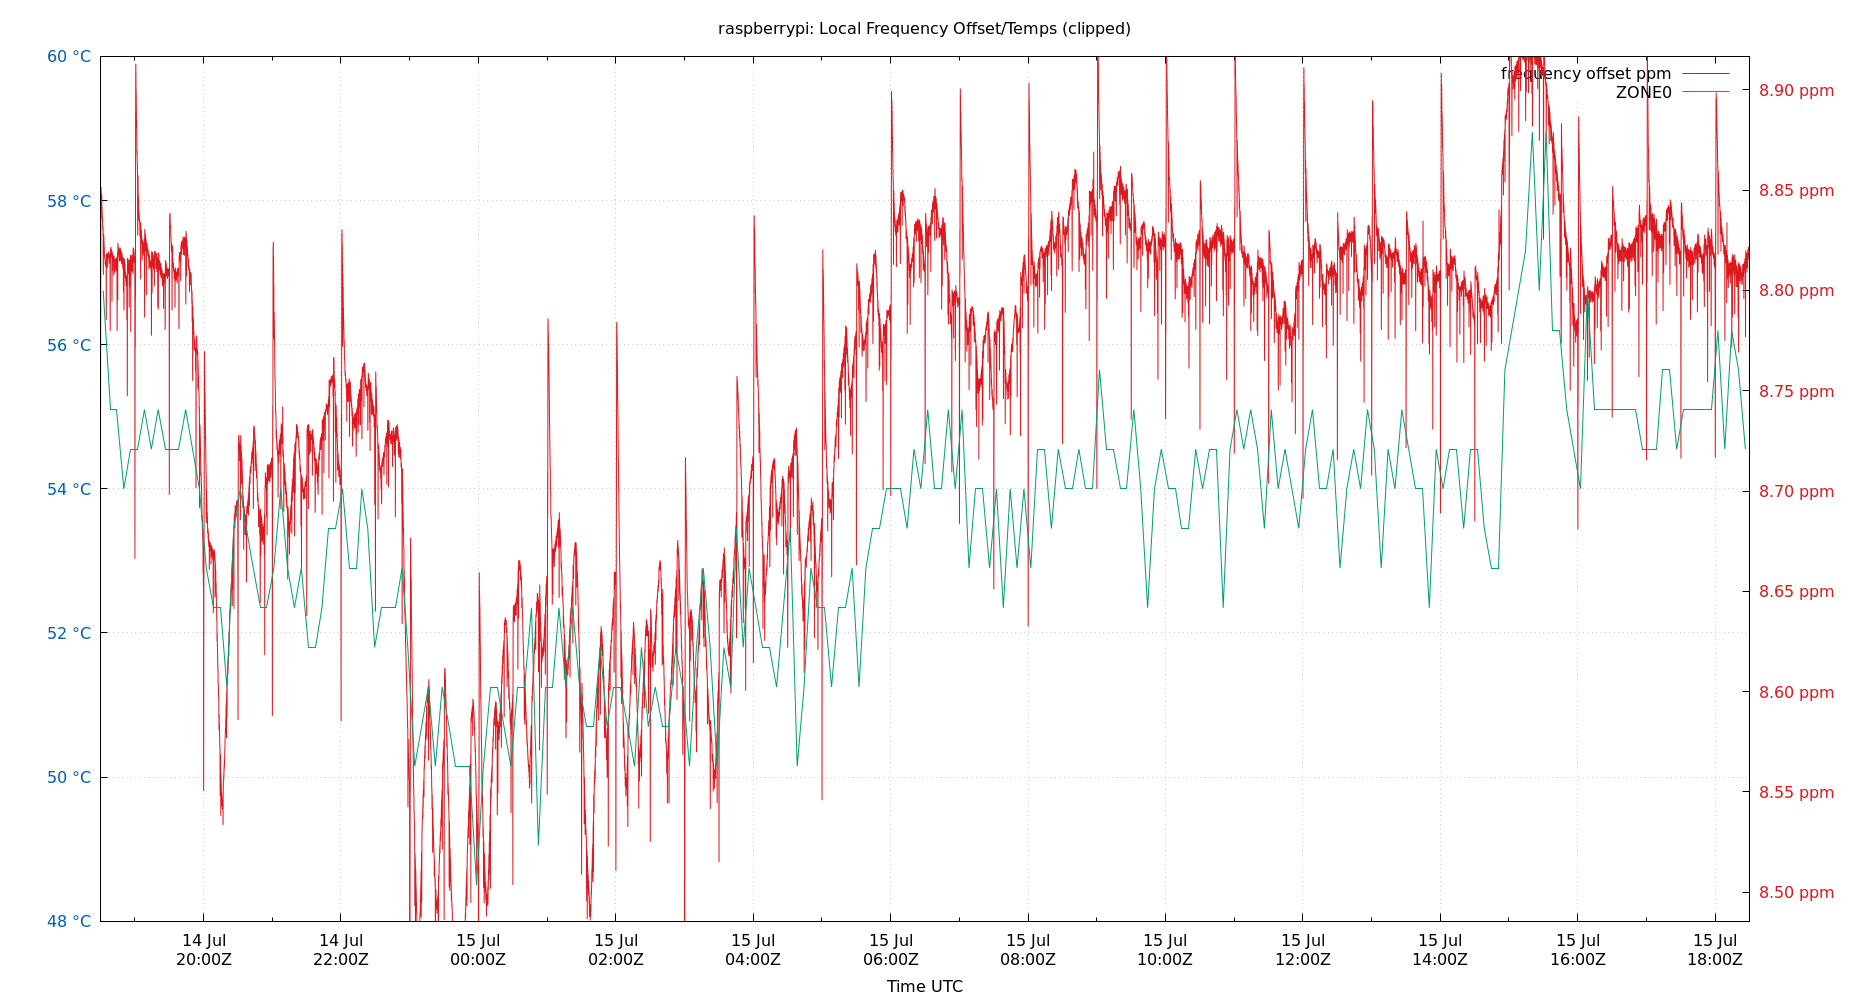 raspberrypi: Local Frequency Offset/Temps (clipped)
60 °C
58 °C
56 °C
54 °C
52 °C
50 °C
48 °C
frequency offset ppm
ZONE0
8.90 ppm
8.85 ppm
8.80 ppm
8.75 ppm
8.70 ppm
8.65 ppm
8.60 ppm
8.55 ppm
8.50 ppm
14 Jul 14 Jul 15 Jul 15 Jul 15 Jul 15 Jul 15 Jul 15 Jul 15 Jul 15 Jul 15 Jul 15 Jul
20:00Z 22:00Z 00:00Z 02:00Z 04:00Z 06:00Z 08:00Z 10:00Z 12:00Z 14:00Z 16:00Z 18:00Z
Time UTC